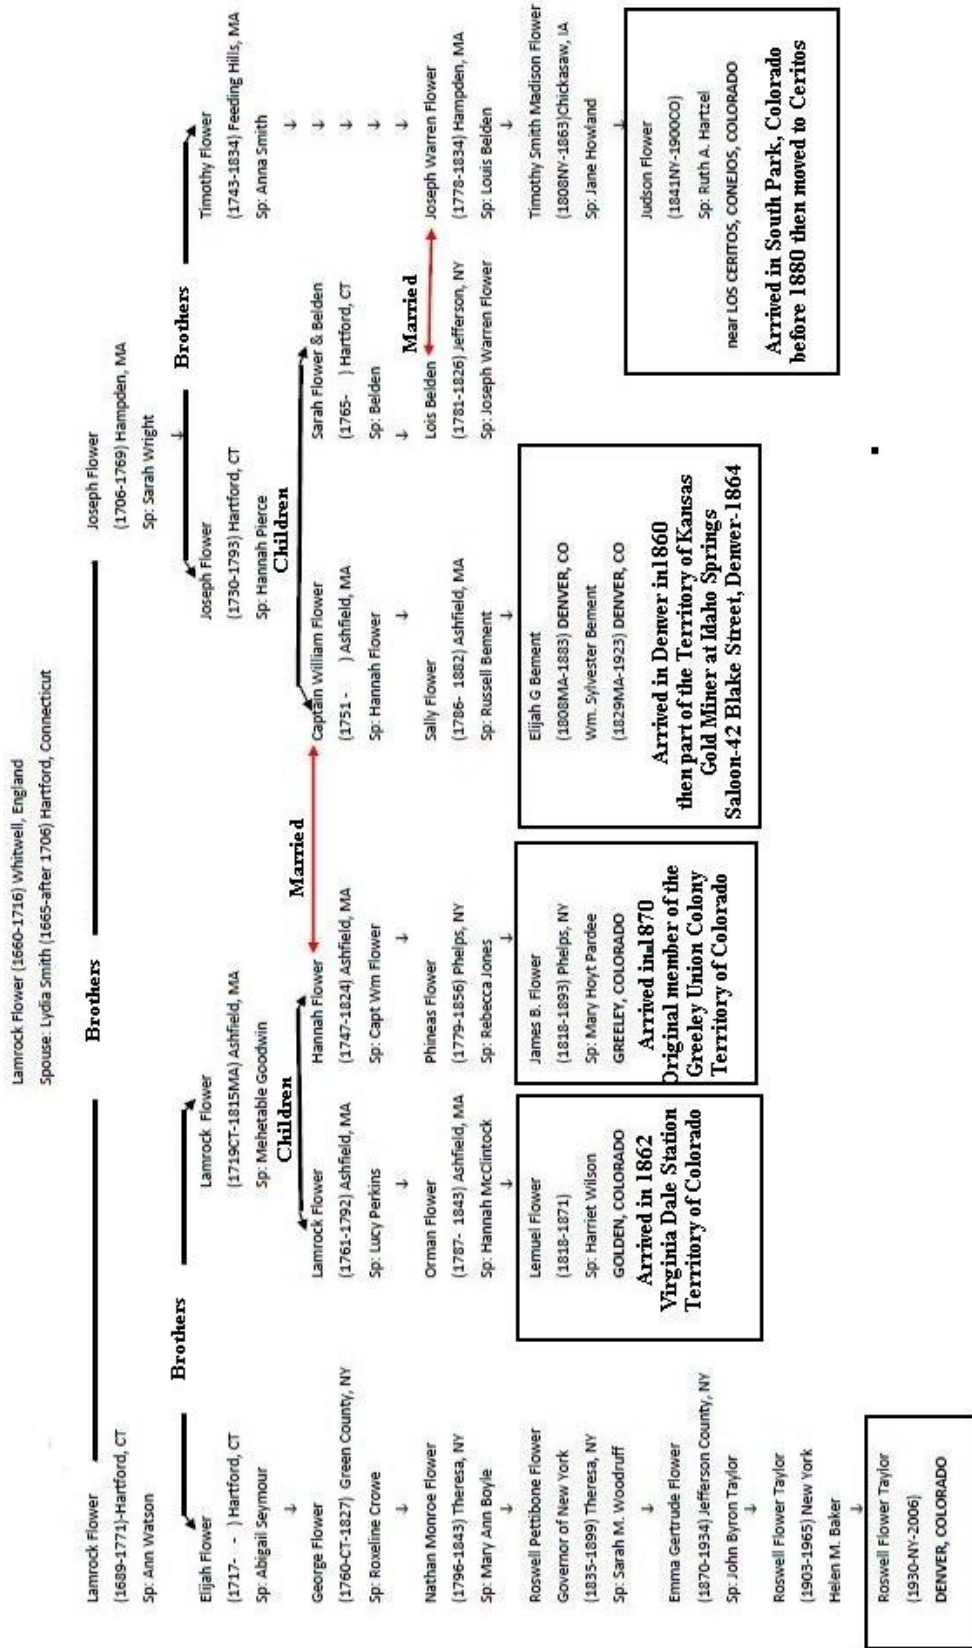 Lamrock Flower (1660-1716) Whitwell, England
Spouse: Lydia Smith (1665-after 1706) Hartford, Connecticut
Brothers
Lamrock Flower
(1689-1771)-Hartford, CT
Sp: Ann Watson
Joseph Flower
(1706-1769) Hampden, MA
Sp: Sarah Wright
↓
Brothers
Brothers
Elijah Flower
(1717- - ) Hartford, CT
Sp: Abigail Seymour
↓
Lamrock Flower
(1719CT-1815MA) Ashfield, MA
Sp: Mehetable Goodwin
Children
Joseph Flower
(1730-1793) Hartford, CT
Sp: Hannah Pierce
Children
Timothy Flower
(1743-1834) Feeding Hills, MA
Sp: Anna Smith
↓
↓
↓
↓
↓
George Flower
(1760-CT-1827) Green County, NY
Sp: Roxeline Crowe
↓
Lamrock Flower
(1761-1792) Ashfield, MA
Sp: Lucy Perkins
↓
Married
Hannah Flower
(1747-1824) Ashfield, MA
Sp: Capt Wm Flower
↓
Captain William Flower
(1751 - ) Ashfield, MA
Sp: Hannah Flower
↓
Sarah Flower & Belden
(1765- ) Hartford, CT
Sp: Belden
↓
Married
Nathan Monroe Flower
(1796-1843) Theresa, NY
Sp: Mary Ann Boyle
↓
Orman Flower
(1787- 1843) Ashfield, MA
Sp: Hannah McClintock
↓
Phineas Flower
(1779-1856) Phelps, NY
Sp: Rebecca Jones
↓
Sally Flower
(1786- 1882) Ashfield, MA
Sp: Russell Bement
↓
Lois Belden
(1781-1826) Jefferson, NY
Sp: Joseph Warren Flower
Joseph Warren Flower
(1778-1834) Hampden, MA
Sp: Louis Belden
↓
Roswell Pettibone Flower
Governor of New York
(1835-1899) Theresa, NY
Sp: Sarah M. Woodruff
↓
Lemuel Flower
(1818-1871)
Sp: Harriet Wilson
GOLDEN, COLORADO
Arrived in 1862
Virginia Dale Station
Territory of Colorado
James B. Flower
(1818-1893) Phelps, NY
Sp: Mary Hoyt Pardee
GREELEY, COLORADO
Arrived in1870
Original member of the
Greeley Union Colony
Territory of Colorado
Elijah G Bement
(1808MA-1883) DENVER, CO
Wm. Sylvester Bement
(1829MA-1923) DENVER, CO
Arrived in Denver in1860
then part of the Territory of Kansas
Gold Miner at Idaho Springs
Saloon-42 Blake Street, Denver-1864
Timothy Smith Madison Flower
(1808NY-1863)Chickasaw, IA
Sp: Jane Howland
↓
Judson Flower
(1841NY-1900CO)
Sp: Ruth A. Hartzel
near LOS CERITOS, CONEJOS, COLORADO
Arrived in South Park, Colorado
before 1880 then moved to Ceritos
Emma Gertrude Flower
(1870-1934) Jefferson County, NY
Sp: John Byron Taylor
↓
Roswell Flower Taylor
(1903-1965) New York
Helen M. Baker
↓
Roswell Flower Taylor
(1930-NY-2006)
DENVER, COLORADO